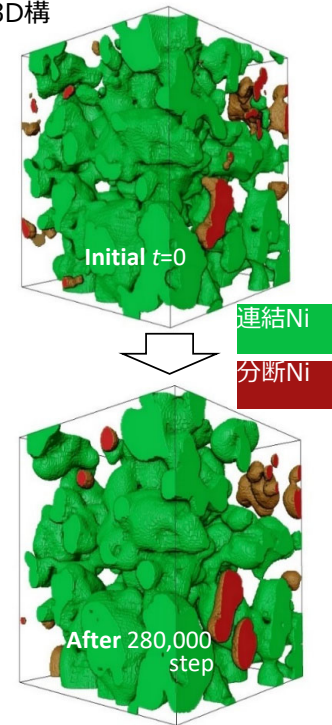 3D構
Initial t=0
連結Ni
分断Ni
After 280,000
step